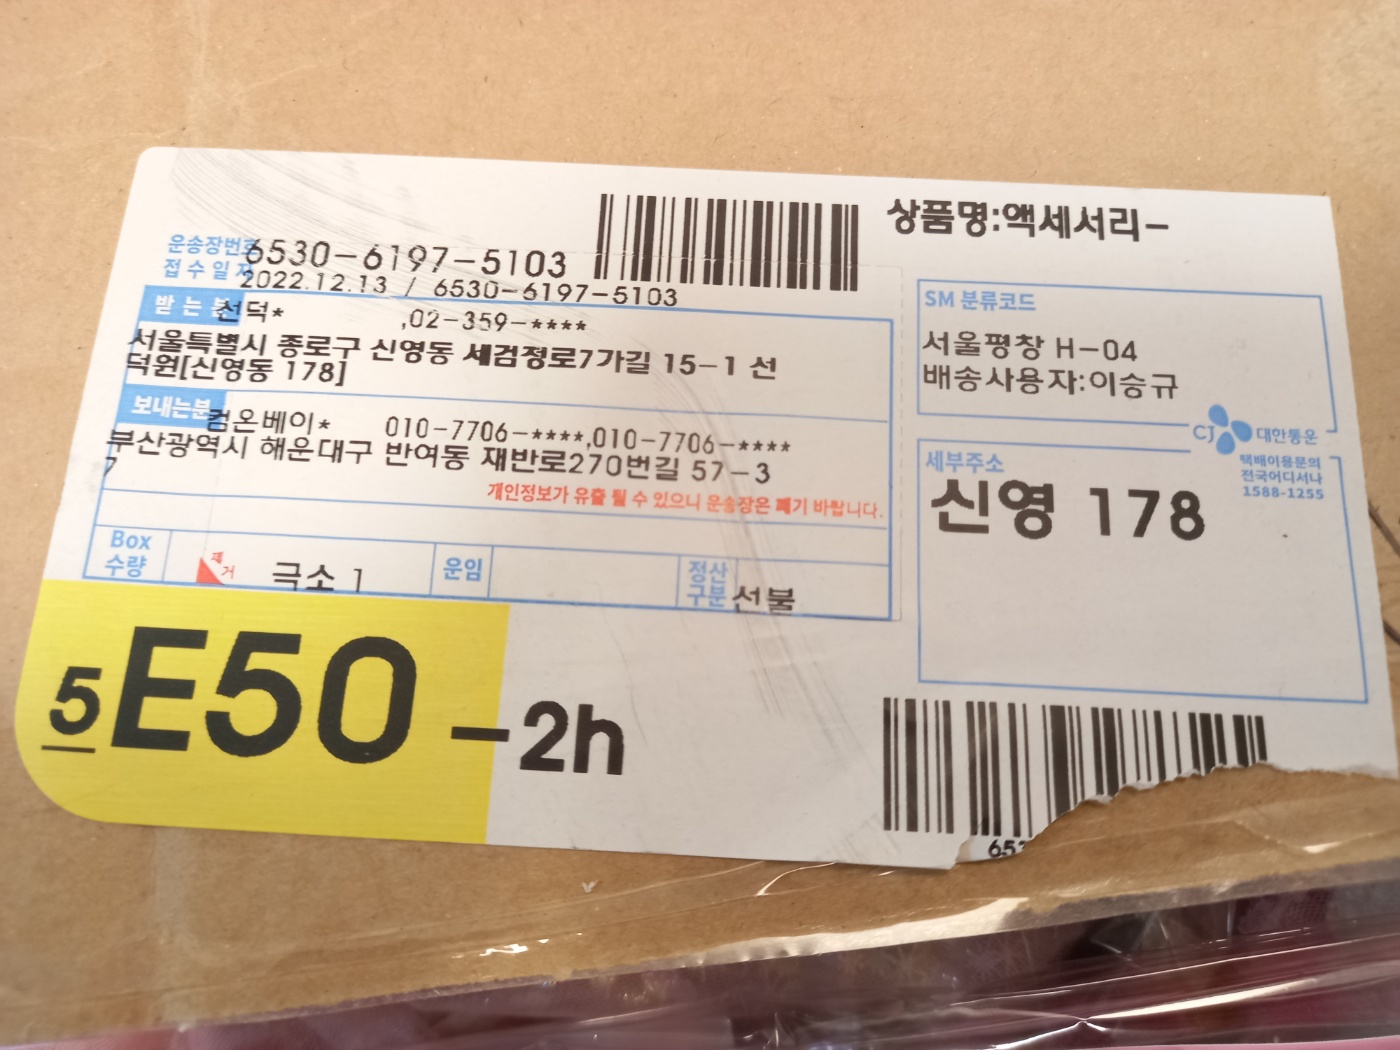 운송장번호 6530-6197-5103
접수일자 2022.12.13 / 6530-6197-5103
받는분 선덕* ,02-359-****
서울특별시 종로구 신영동 세검정로7가길 15-1 선
덕원[신영동 178]
보내는분 컴온베이* 010-7706-****,010-7706-****
부산광역시 해운대구 반여동 재반로270번길 57-3
7
개인정보가 유출 될 수 있으니 운송장은 폐기 바랍니다.
Box
수량
제
거
극소 1
운임
정산
구분
선불
5 E50 -2h
상품명:액세서리-
SM 분류코드
서울평창 H-04
배송사용자:이승규
CJ 대한통운
택배이용문의
전국어디서나
1588-1255
세부주소
신영 178
653